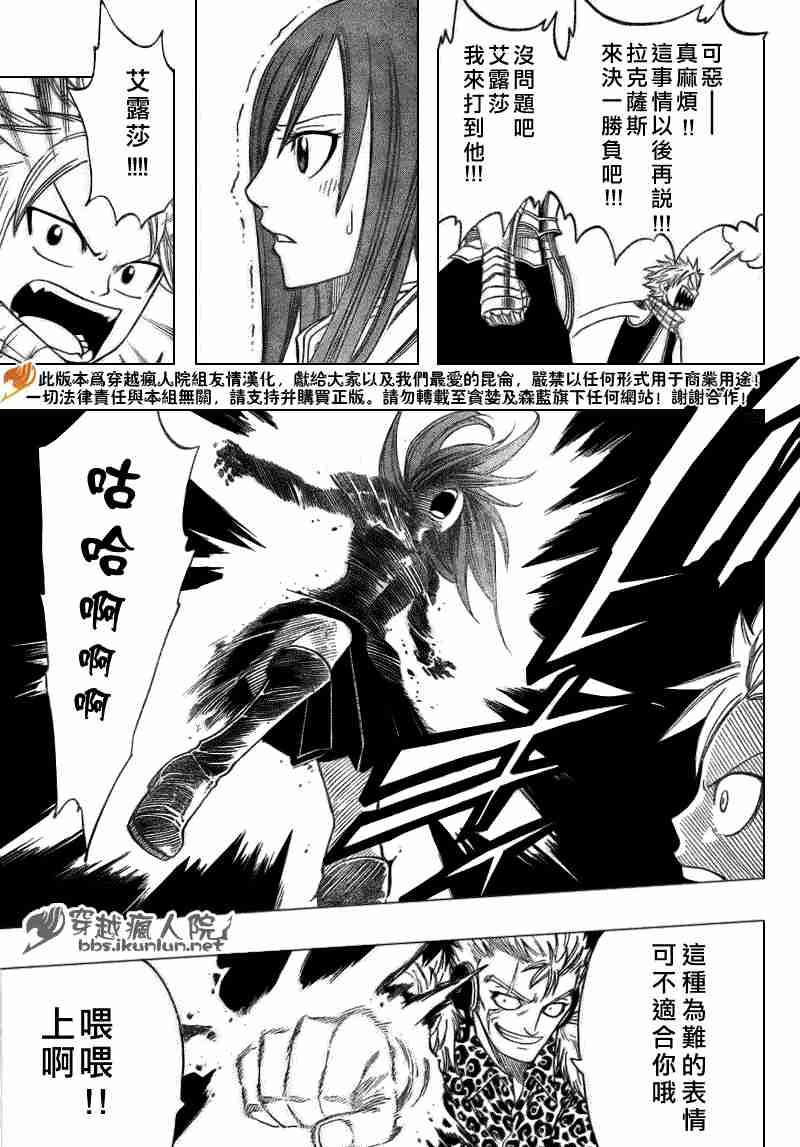 可惡——
真麻煩!!
這事情以後再說!!!
拉克薩斯
來決一勝負吧!!!
沒問題吧
艾露莎
我來打到他!!!
艾露莎!!!!
此版本爲穿越瘋人院組友情漢化，獻給大家以及我們最愛的昆侖，嚴禁以任何形式用于商業用途!
一切法律責任與本組無關，請支持并購買正版。請勿轉載至貪婪及森藍旗下任何網站！謝謝合作!
咕哈啊啊啊
穿越瘋人院
bbs.ikunlun.net
這種為難的表情
可不適合你哦
喂喂!!
上啊